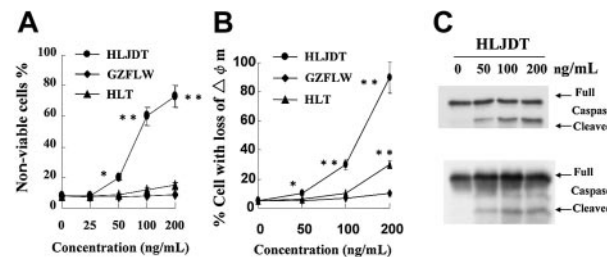 A
Non-viable cells %
100
80
60
40
20
0
HLJDT
GZFLW
HLT
*
**
**
0 25 50 100 200
Concentration (ng/mL)
B
% Cell with loss of △ φ m
100
80
60
40
20
0
HLJDT
GZFLW
HLT
*
**
**
**
0 50 100 200
Concentration (ng/mL)
C
HLJDT
0 50 100 200 ng/mL
Full
Caspas
Cleaved
Full
Caspas
Cleaved